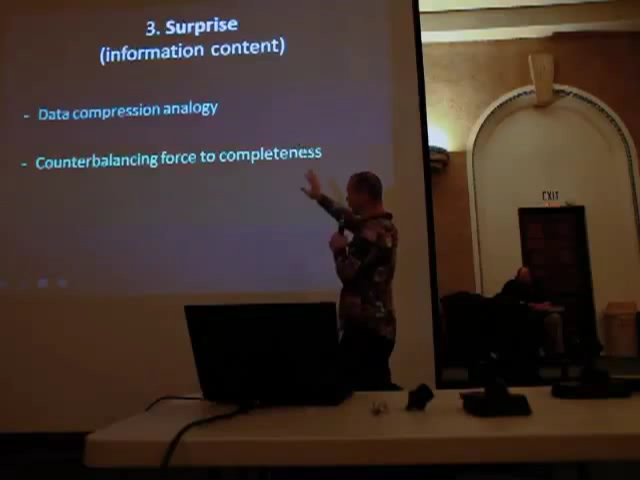 3. Surprise
(information content)
- Data compression analogy
- Counterbalancing force to completeness
EXIT